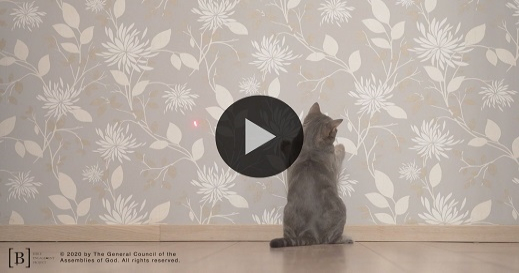 [B]
© 2020 by The General Council of the
Assemblies of God. All rights reserved.